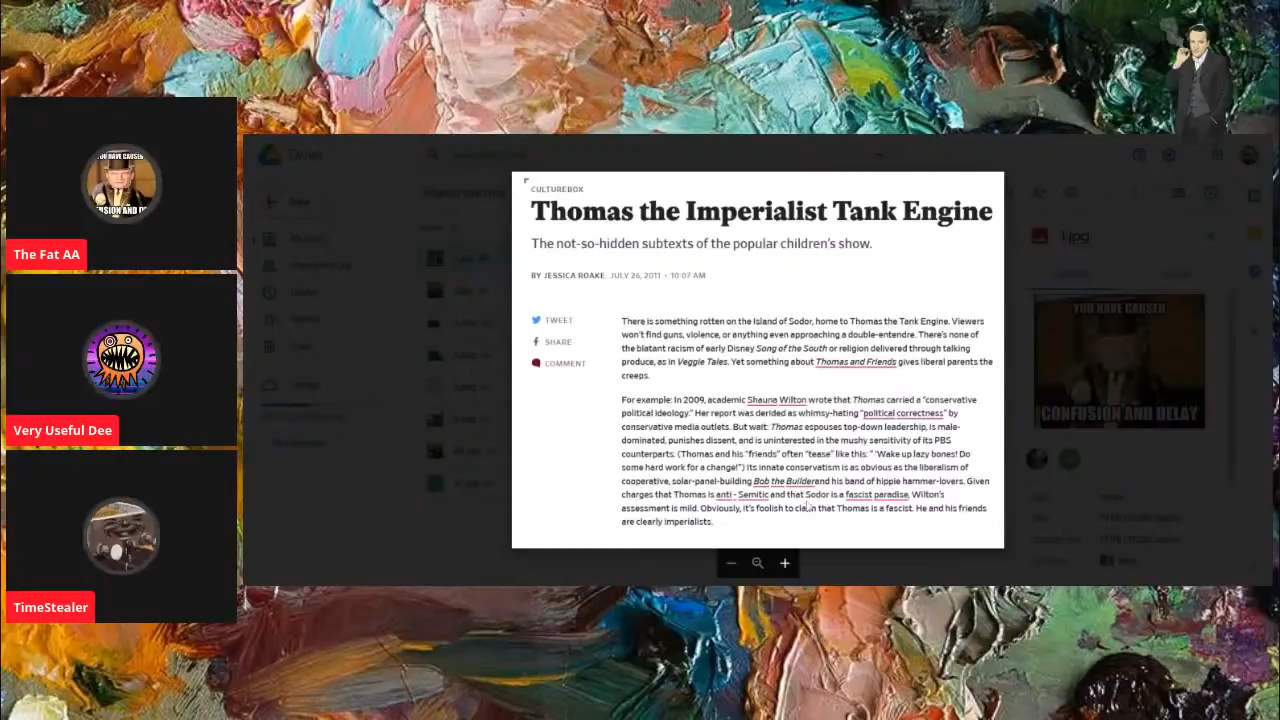 YOU HAVE CAUSED
The Fat AA
Very Useful Dee
TimeStealer
Drive
CULTUREBOX
Thomas the Imperialist Tank Engine
The not-so-hidden subtexts of the popular children's show.
BY JESSICA ROAKE JULY 26, 2011 • 10:07 AM
TWEET
SHARE
COMMENT
There is something rotten on the Island of Sodor, home to Thomas the Tank Engine. Viewers
won't find guns, violence, or anything even approaching a double-entendre. There's none of
the blatant racism of early Disney Song of the South or religion delivered through talking
produce, as in Veggie Tales. Yet something about Thomas and Friends gives liberal parents the
creeps.
For example: In 2009, academic Shauna Wilton wrote that Thomas carried a "conservative
political ideology." Her report was derided as whimsy-hating "political correctness" by
conservative media outlets. But wait: Thomas espouses top-down leadership, is male-
dominated, punishes dissent, and is uninterested in the mushy sensitivity of its PBS
counterparts. (Thomas and his "friends" often "tease" like this: " "Wake up lazy bones! Do
some hard work for a change!") Its innate conservatism is as obvious as the liberalism of
cooperative, solar-panel-building Bob the Builderand his band of hippie hammer-lovers. Given
charges that Thomas is anti - Semitic and that Sodor is a fascist paradise, Wilton's
assessment is mild. Obviously, it's foolish to claim that Thomas is a fascist. He and his friends
are clearly imperialists.
1.jpg
YOU HAVE CAUSED
CONFUSION AND DELAY